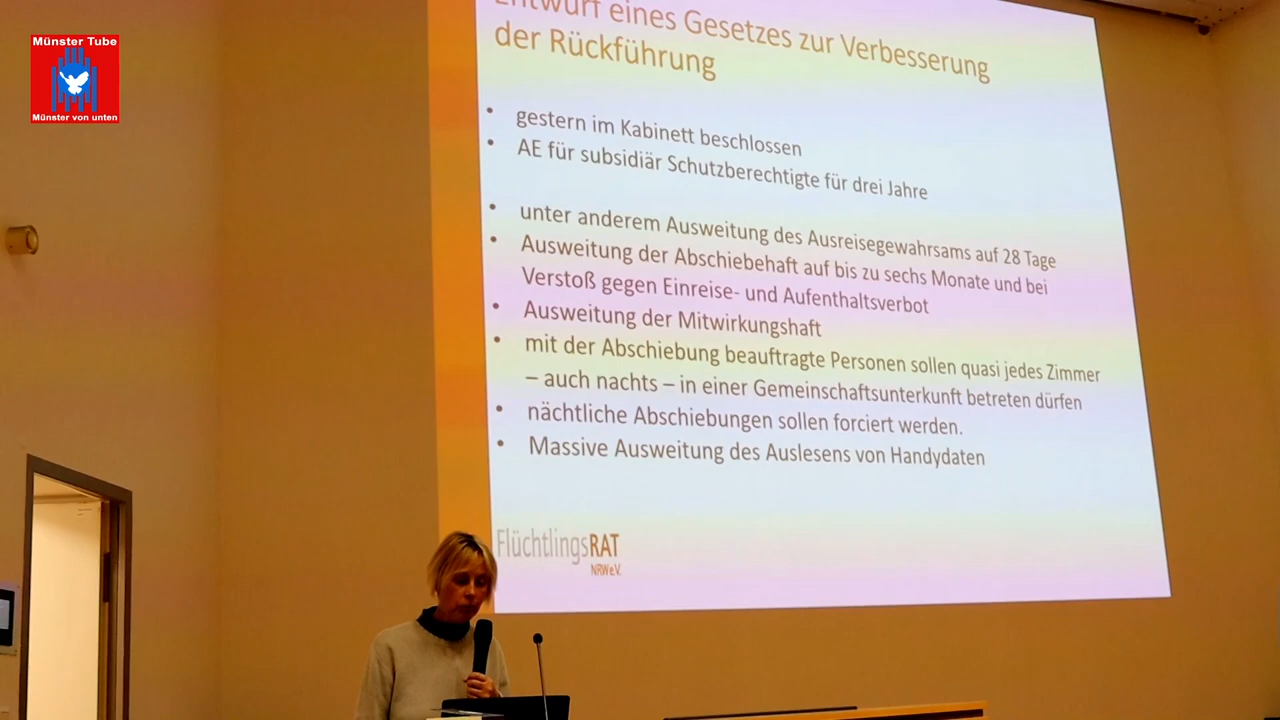 Münster Tube
Münster von unten
Entwurf eines Gesetzes zur Verbesserung
der Rückführung
• gestern im Kabinett beschlossen
• AE für subsidiär Schutzberechtigte für drei Jahre
• unter anderem Ausweitung des Ausreisegewahrsams auf 28 Tage
• Ausweitung der Abschiebehaft auf bis zu sechs Monate und bei
Verstoß gegen Einreise- und Aufenthaltsverbot
• Ausweitung der Mitwirkungshaft
• mit der Abschiebung beauftragte Personen sollen quasi jedes Zimmer
– auch nachts – in einer Gemeinschaftsunterkunft betreten dürfen
• nächtliche Abschiebungen sollen forciert werden.
• Massive Ausweitung des Auslesens von Handydaten
FlüchtlingsRAT
NRW e.V.